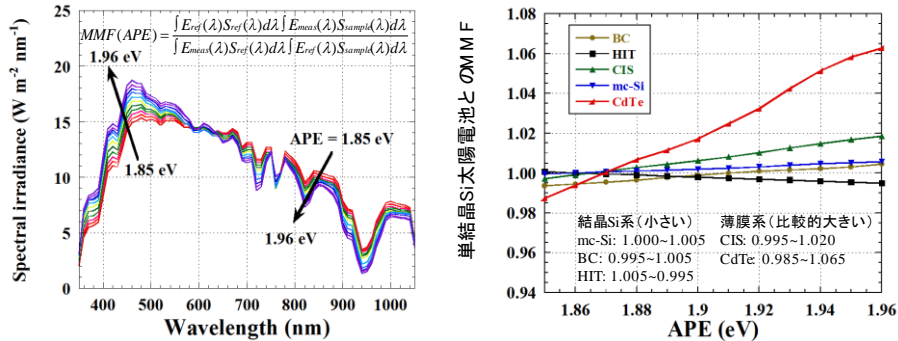 MMF(APE) = ∫E_ref(λ)S_ref(λ)dλ∫E_meas(λ)S_sample(λ)dλ / ∫E_meas(λ)S_ref(λ)dλ∫E_ref(λ)S_sample(λ)dλ
1.96 eV
1.85 eV
APE = 1.85 eV
1.96 eV
Spectral irradiance (W m⁻² nm⁻¹)
25
20
15
10
5
0
400 500 600 700 800 900 1000
Wavelength (nm)
単結晶Si太陽電池とのMMF
1.08
1.06
1.04
1.02
1.00
0.98
0.96
0.94
BC
HIT
CIS
mc-Si
CdTe
結晶Si系(小さい)
mc-Si: 1.000~1.005
BC: 0.995~1.005
HIT: 1.005~0.995
薄膜系(比較的大きい)
CIS: 0.995~1.020
CdTe: 0.985~1.065
1.86 1.88 1.9 1.92 1.94 1.96
APE (eV)